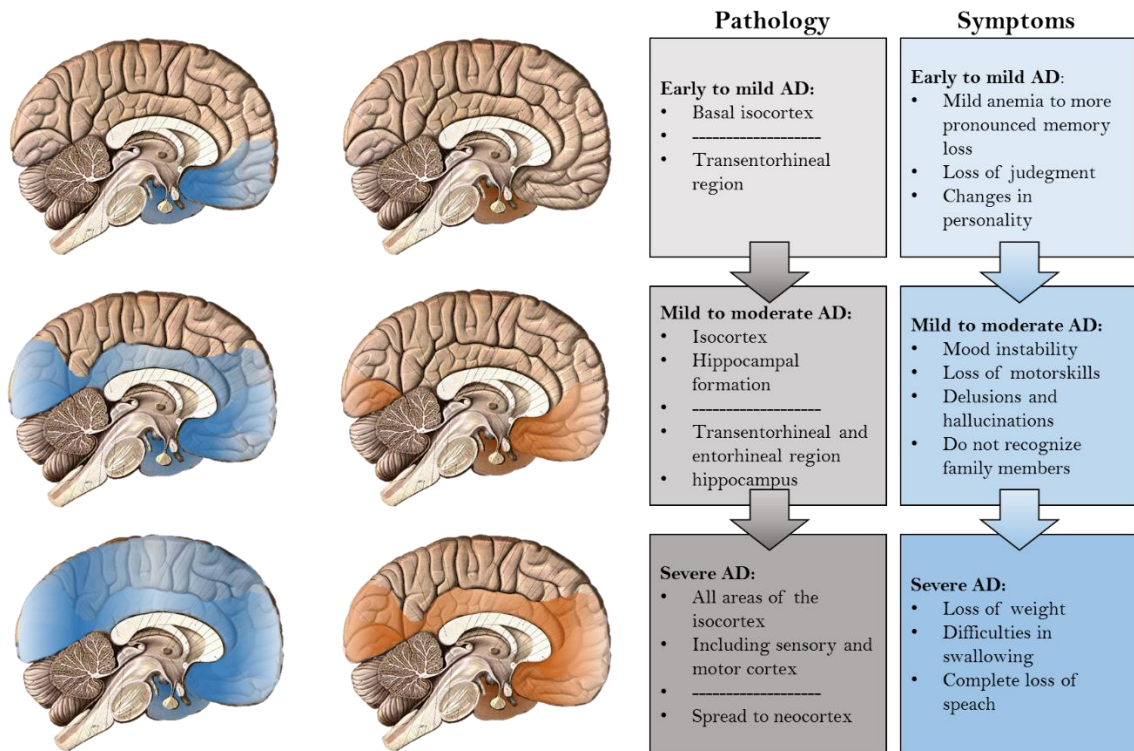 Pathology
Symptoms
Early to mild AD:
• Basal isocortex
• -------------------
• Transentorhineal
region
Early to mild AD:
• Mild anemia to more
pronounced memory
loss
• Loss of judegment
• Changes in
personality
Mild to moderate AD:
• Isocortex
• Hippocampal
formation
• -------------------
• Transentorhineal and
entorhineal region
• hippocampus
Mild to moderate AD:
• Mood instability
• Loss of motorskills
• Delusions and
hallucinations
• Do not recognize
family members
Severe AD:
• All areas of the
isocortex
• Including sensory and
motor cortex
• -------------------
• Spread to neocortex
Severe AD:
• Loss of weight
• Difficulties in
swallowing
• Complete loss of
speach